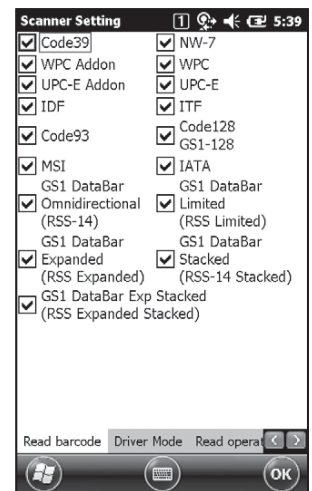 Scanner Setting 1 5:39
Code39 NW-7
WPC Addon WPC
UPC-E Addon UPC-E
IDF ITF
Code93 Code128
GS1-128
MSI IATA
GS1 DataBar GS1 DataBar
Omnidirectional Limited
(RSS-14) (RSS Limited)
GS1 DataBar GS1 DataBar
Expanded Stacked
(RSS Expanded) (RSS-14 Stacked)
GS1 DataBar Exp Stacked
(RSS Expanded Stacked)
Read barcode Driver Mode Read operat
OK